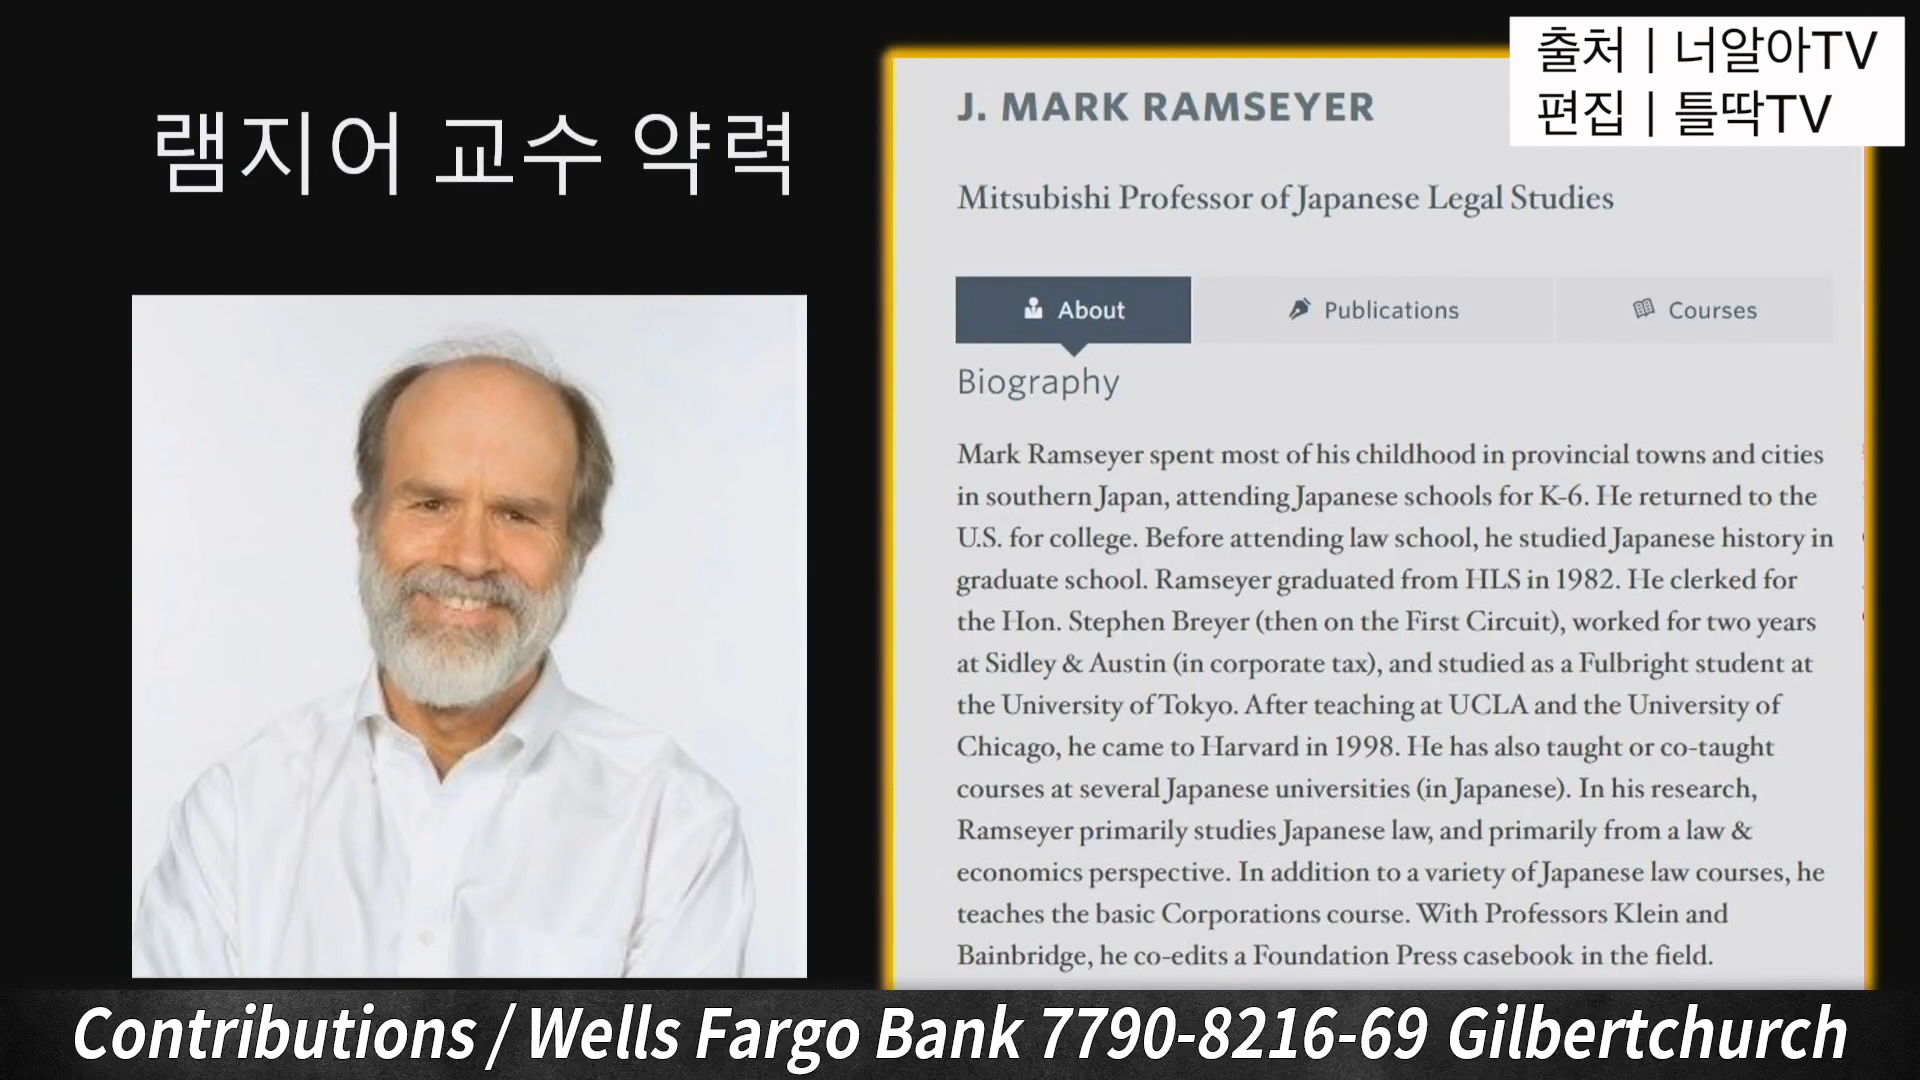 출처 | 너알아TV
편집 | 틀딱TV
램지어 교수 약력
J. MARK RAMSEYER
Mitsubishi Professor of Japanese Legal Studies
About
Publications
Courses
Biography
Mark Ramseyer spent most of his childhood in provincial towns and cities
in southern Japan, attending Japanese schools for K-6. He returned to the
U.S. for college. Before attending law school, he studied Japanese history in
graduate school. Ramseyer graduated from HLS in 1982. He clerked for
the Hon. Stephen Breyer (then on the First Circuit), worked for two years
at Sidley & Austin (in corporate tax), and studied as a Fulbright student at
the University of Tokyo. After teaching at UCLA and the University of
Chicago, he came to Harvard in 1998. He has also taught or co-taught
courses at several Japanese universities (in Japanese). In his research,
Ramseyer primarily studies Japanese law, and primarily from a law &
economics perspective. In addition to a variety of Japanese law courses, he
teaches the basic Corporations course. With Professors Klein and
Bainbridge, he co-edits a Foundation Press casebook in the field.
Contributions / Wells Fargo Bank 7790-8216-69 Gilbertchurch